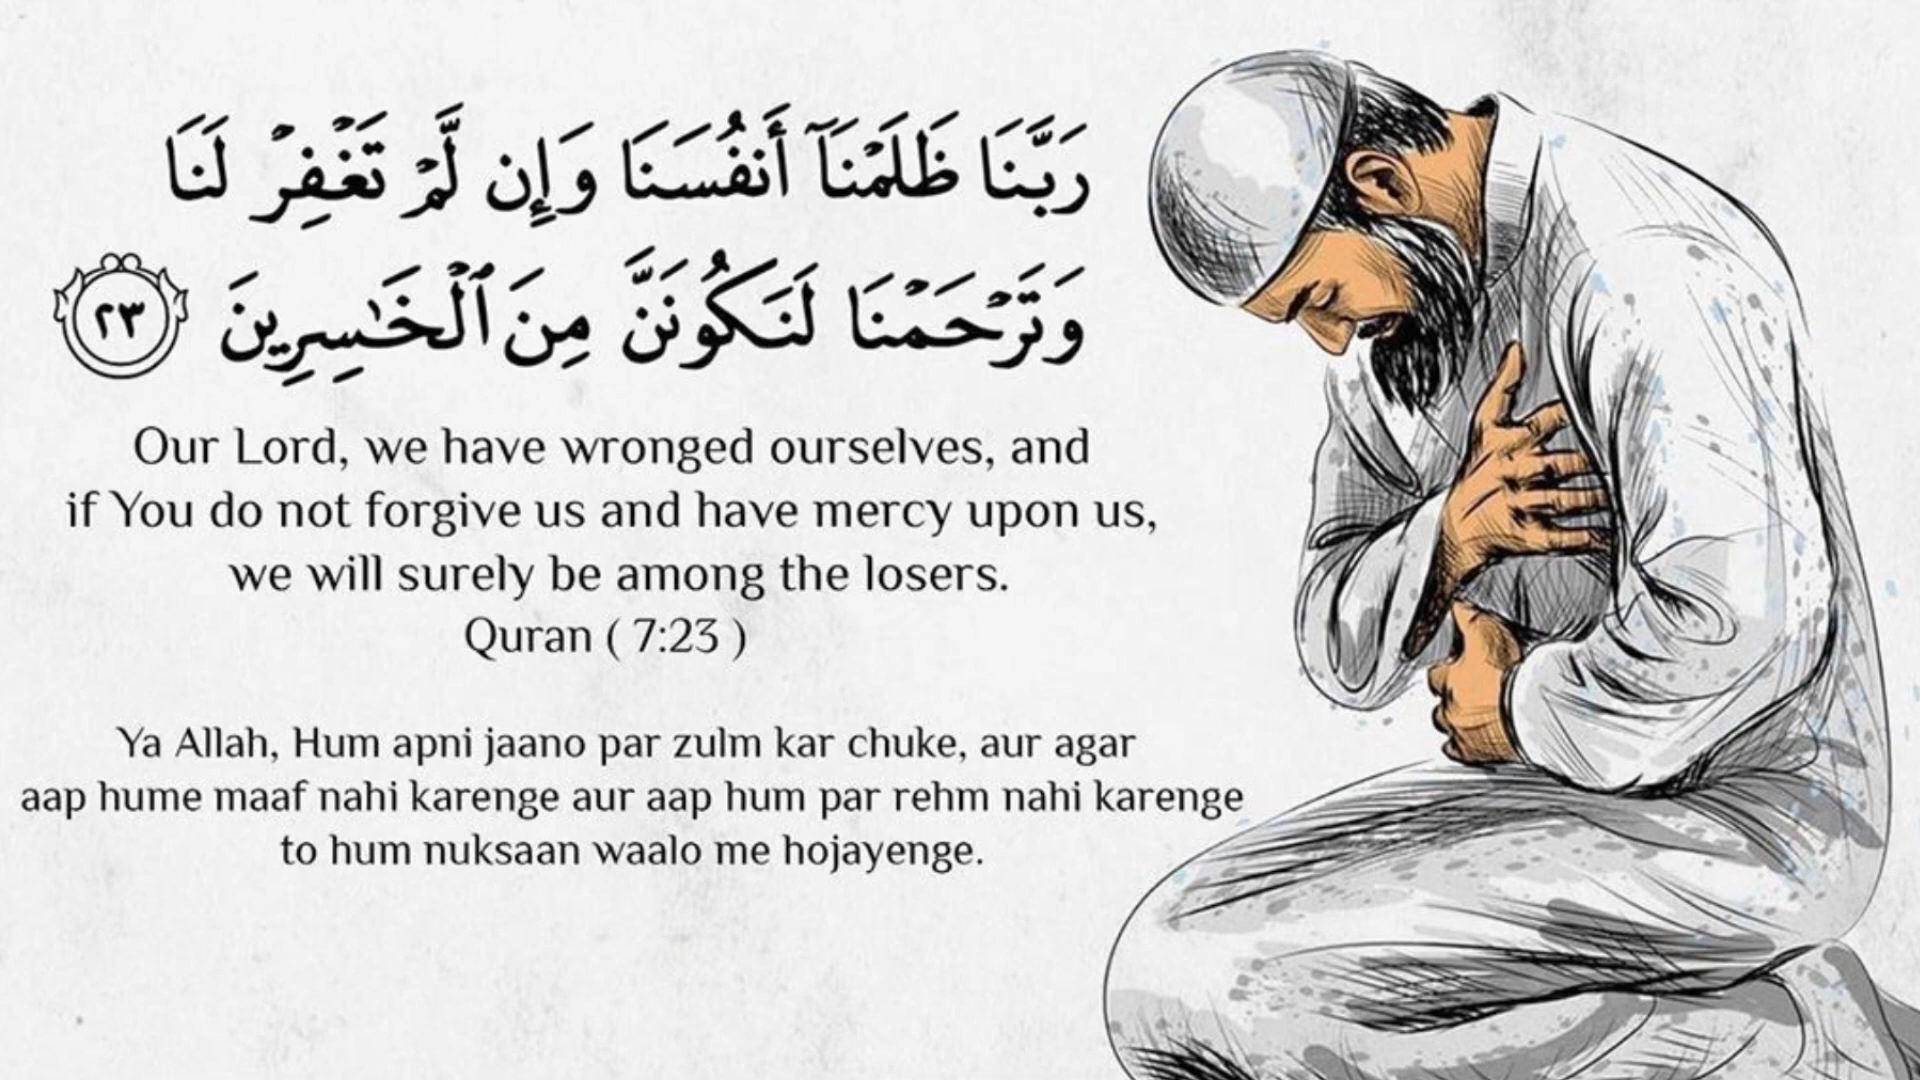 رَبَّنَا ظَلَمْنَآ أَنفُسَنَا وَإِن لَّمْ تَغْفِرْ لَنَا
وَتَرْحَمْنَا لَنَكُونَنَّ مِنَ ٱلْخَـٰسِرِينَ ٢٣
Our Lord, we have wronged ourselves, and
if You do not forgive us and have mercy upon us,
we will surely be among the losers.
Quran ( 7:23 )
Ya Allah, Hum apni jaano par zulm kar chuke, aur agar
aap hume maaf nahi karenge aur aap hum par rehm nahi karenge
to hum nuksaan waalo me hojayenge.